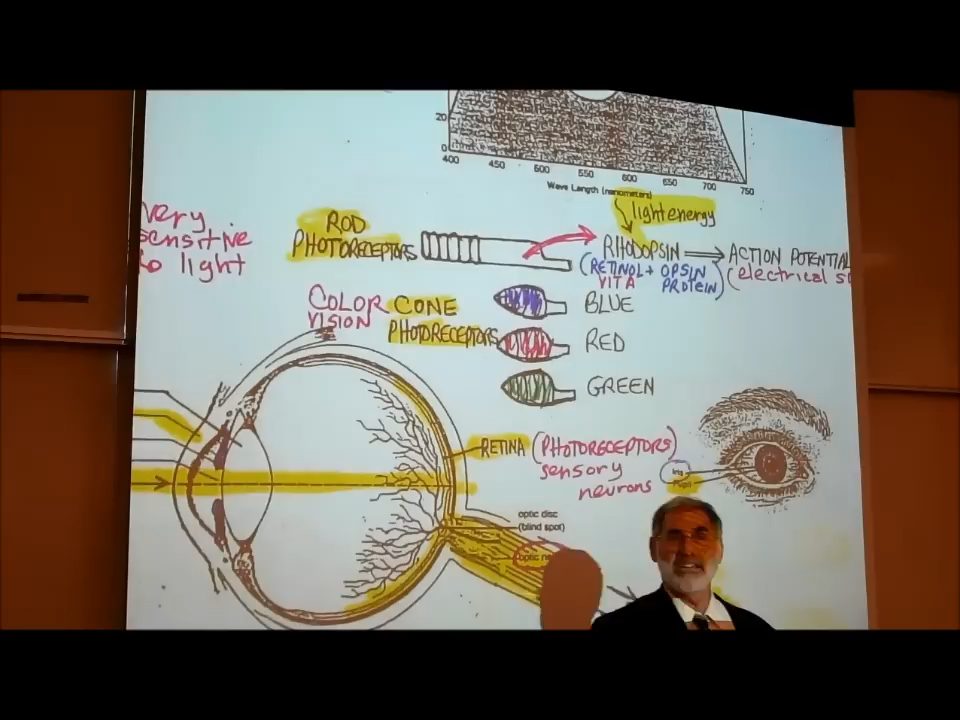 20
0
400 450 500 550 600 650 700 750
Wave Length (nanometers)
light energy
very
sensitive
to light
ROD
PHOTORECEPTORS
RHODOPSIN
(RETINOL + OPSIN
VIT A PROTEIN)
ACTION POTENTIAL
(electrical
COLOR
VISION
CONE
PHOTORECEPTORS
BLUE
RED
GREEN
RETINA (PHOTORECEPTORS)
sensory
neurons
Iris
Pupil
optic disc
(blind spot)
optic